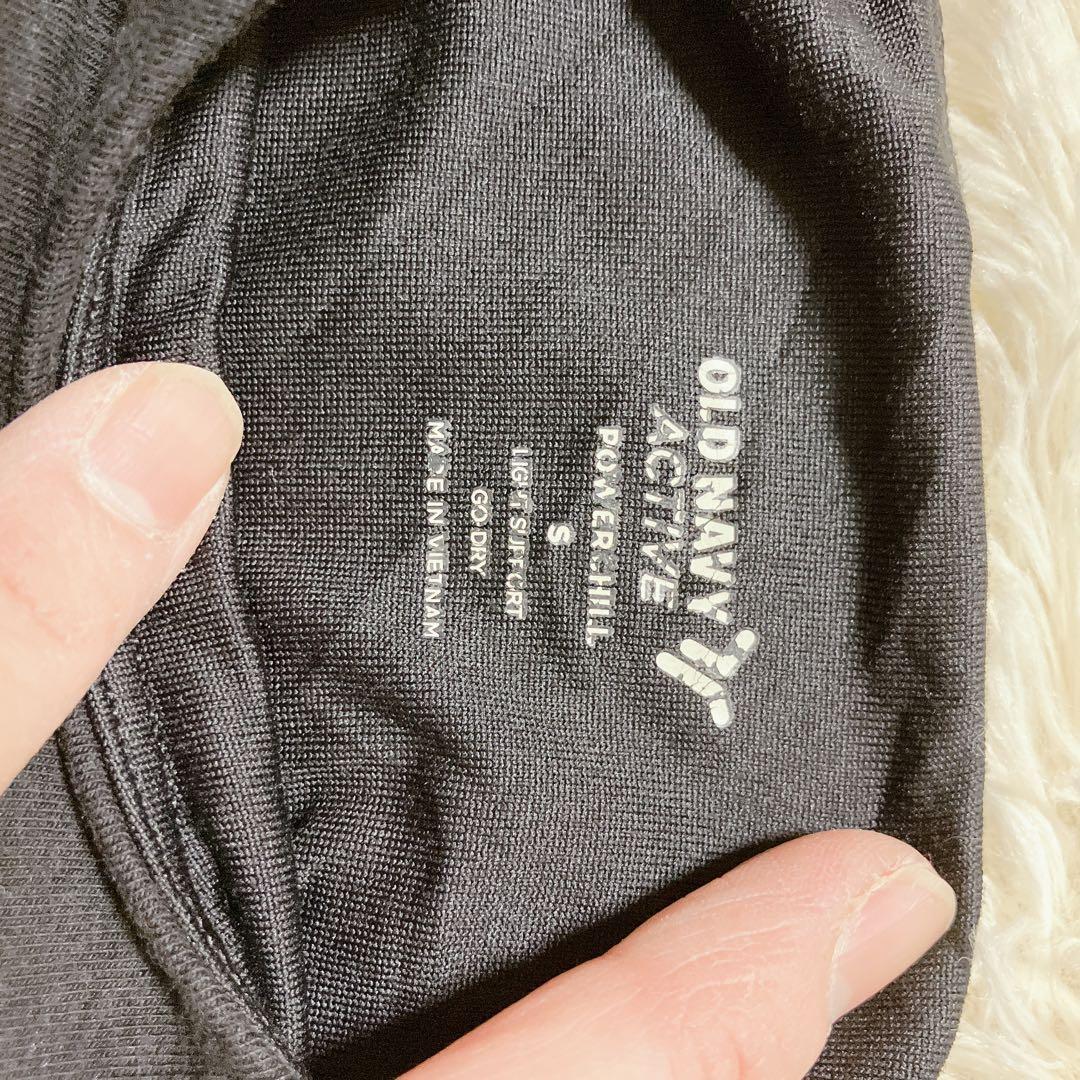 OLD NAVY
ACTIVE
POWERCHILL
S
LIGHT SUPPORT
GO DRY
MADE IN VIETNAM